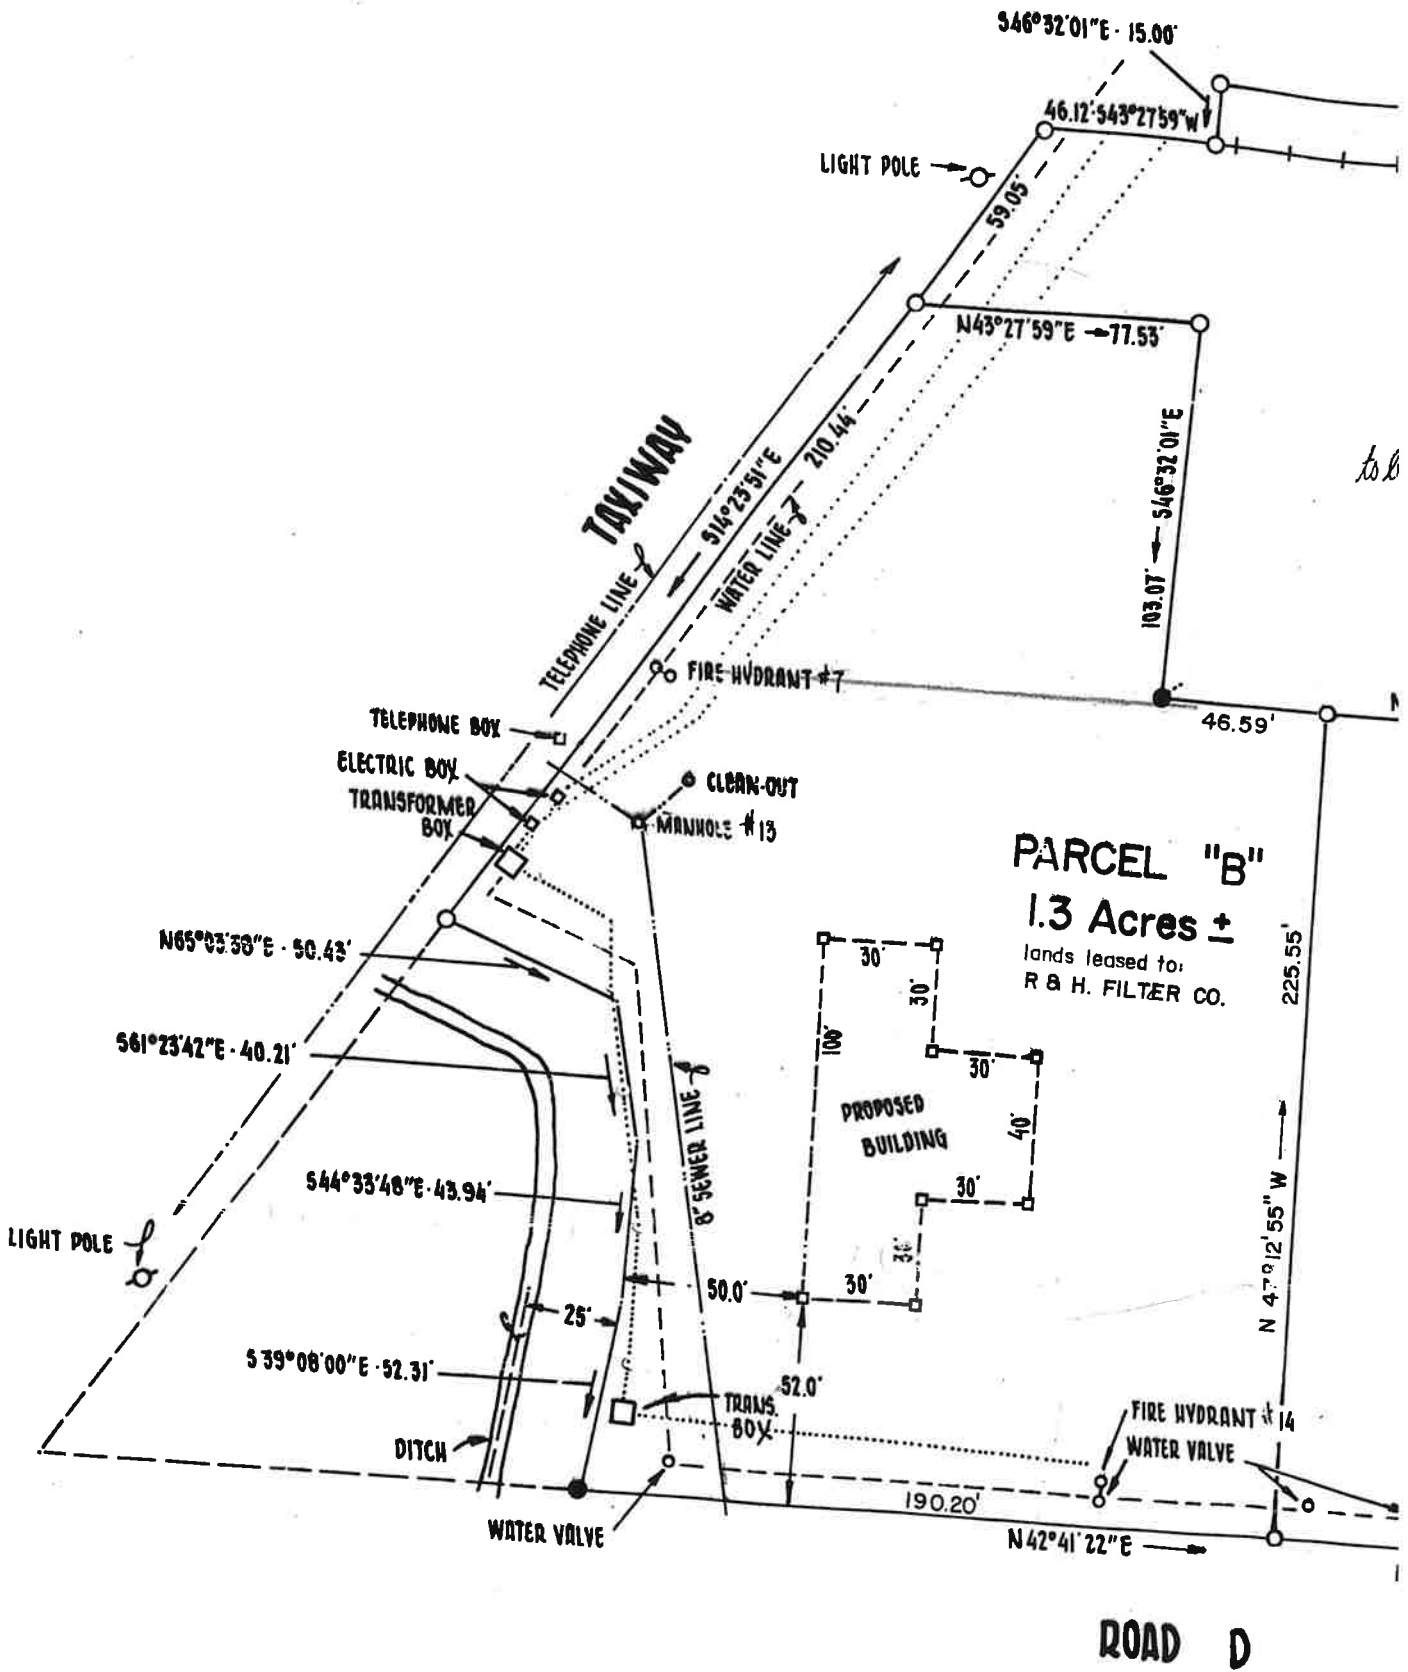 S46°32'01"E · 15.00'
46.12' S43°27'59"W
LIGHT POLE
59.05'
N43°27'59"E 77.53'
TAXIWAY
S14°23'51"E
210.44'
WATER LINE
TELEPHONE LINE
103.07' S46°32'01"E
FIRE HYDRANT #7
46.59'
TELEPHONE BOX
ELECTRIC BOX
TRANSFORMER
BOX
CLEAN-OUT
MANHOLE #13
PARCEL "B"
1.3 Acres ±
lands leased to:
R & H. FILTER CO.
N65°03'38"E · 50.43'
30'
30'
100'
30'
40'
30'
30'
30'
PROPOSED
BUILDING
225.55'
N 47°12'55" W
S61°23'42"E · 40.21'
8" SEWER LINE
S44°33'48"E · 43.94'
LIGHT POLE
50.0'
25'
S 39°08'00"E · 52.31'
52.0'
TRANS.
BOX
DITCH
FIRE HYDRANT #14
WATER VALVE
WATER VALVE
190.20'
N42°41'22"E
ROAD D